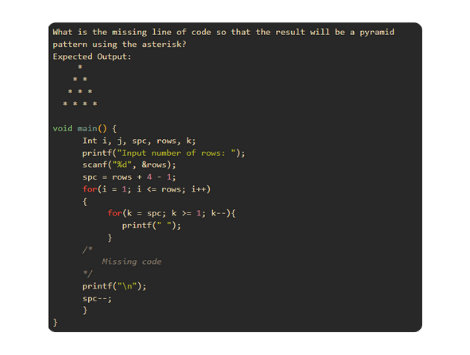 What is the missing line of code so that the result will be a pyramid
pattern using the asterisk?
Expected Output:
*
* *
* * *
* * * *
void main() {
Int i, j, spc, rows, k;
printf("Input number of rows: ");
scanf("%d", &rows);
spc = rows + 4 - 1;
for(i = 1; i <= rows; i++)
{
for(k = spc; k >= 1; k--){
printf(" ");
}
/*
Missing code
*/
printf("\n");
spc--;
}
}